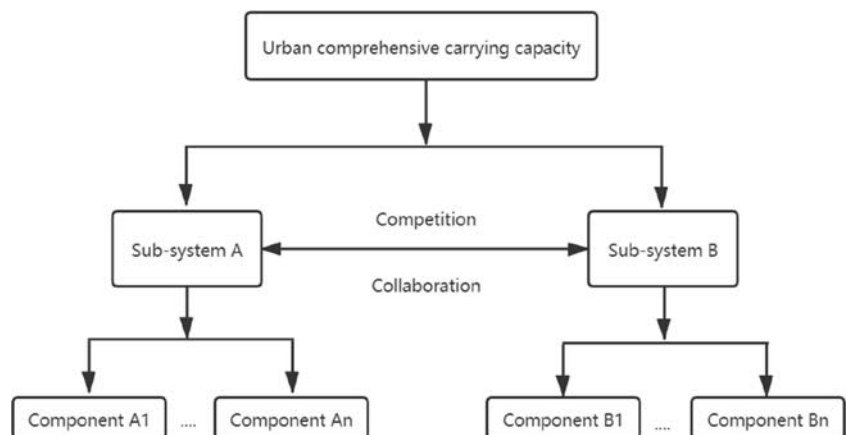 Urban comprehensive carrying capacity
Competition
Sub-system A
Sub-system B
Collaboration
Component A1 .... Component An
Component B1 .... Component Bn